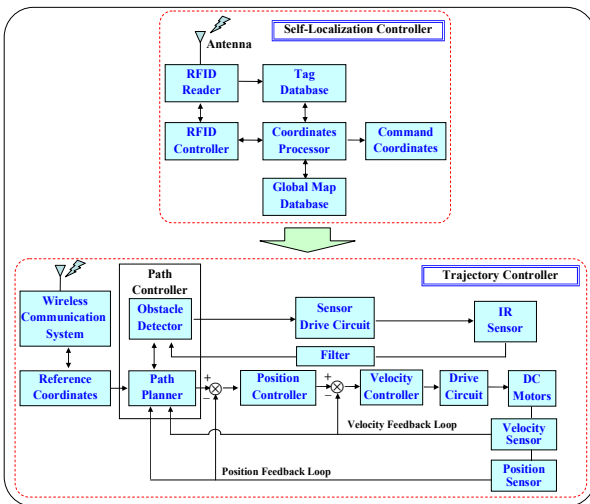 Self-Localization Controller
Antenna
RFID
Reader
Tag
Database
RFID
Controller
Coordinates
Processor
Command
Coordinates
Global Map
Database
Trajectory Controller
Path
Controller
Wireless
Communication
System
Obstacle
Detector
Sensor
Drive Circuit
IR
Sensor
Filter
Reference
Coordinates
Path
Planner
+
−
Position
Controller
+
−
Velocity
Controller
Drive
Circuit
DC
Motors
Velocity Feedback Loop
Velocity
Sensor
Position Feedback Loop
Position
Sensor